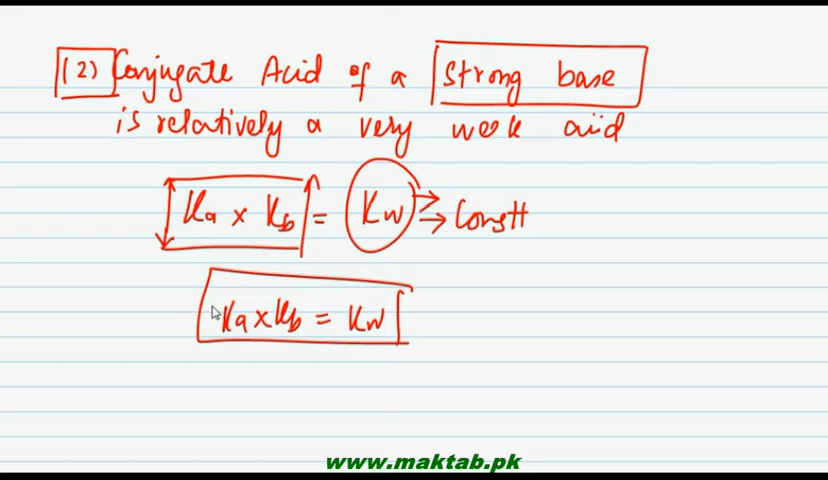 (2) Conjugate Acid of a Strong base
is relatively a very weak acid
Ka × Kb = Kw → Constt
Ka × Kb = Kw
www.maktab.pk